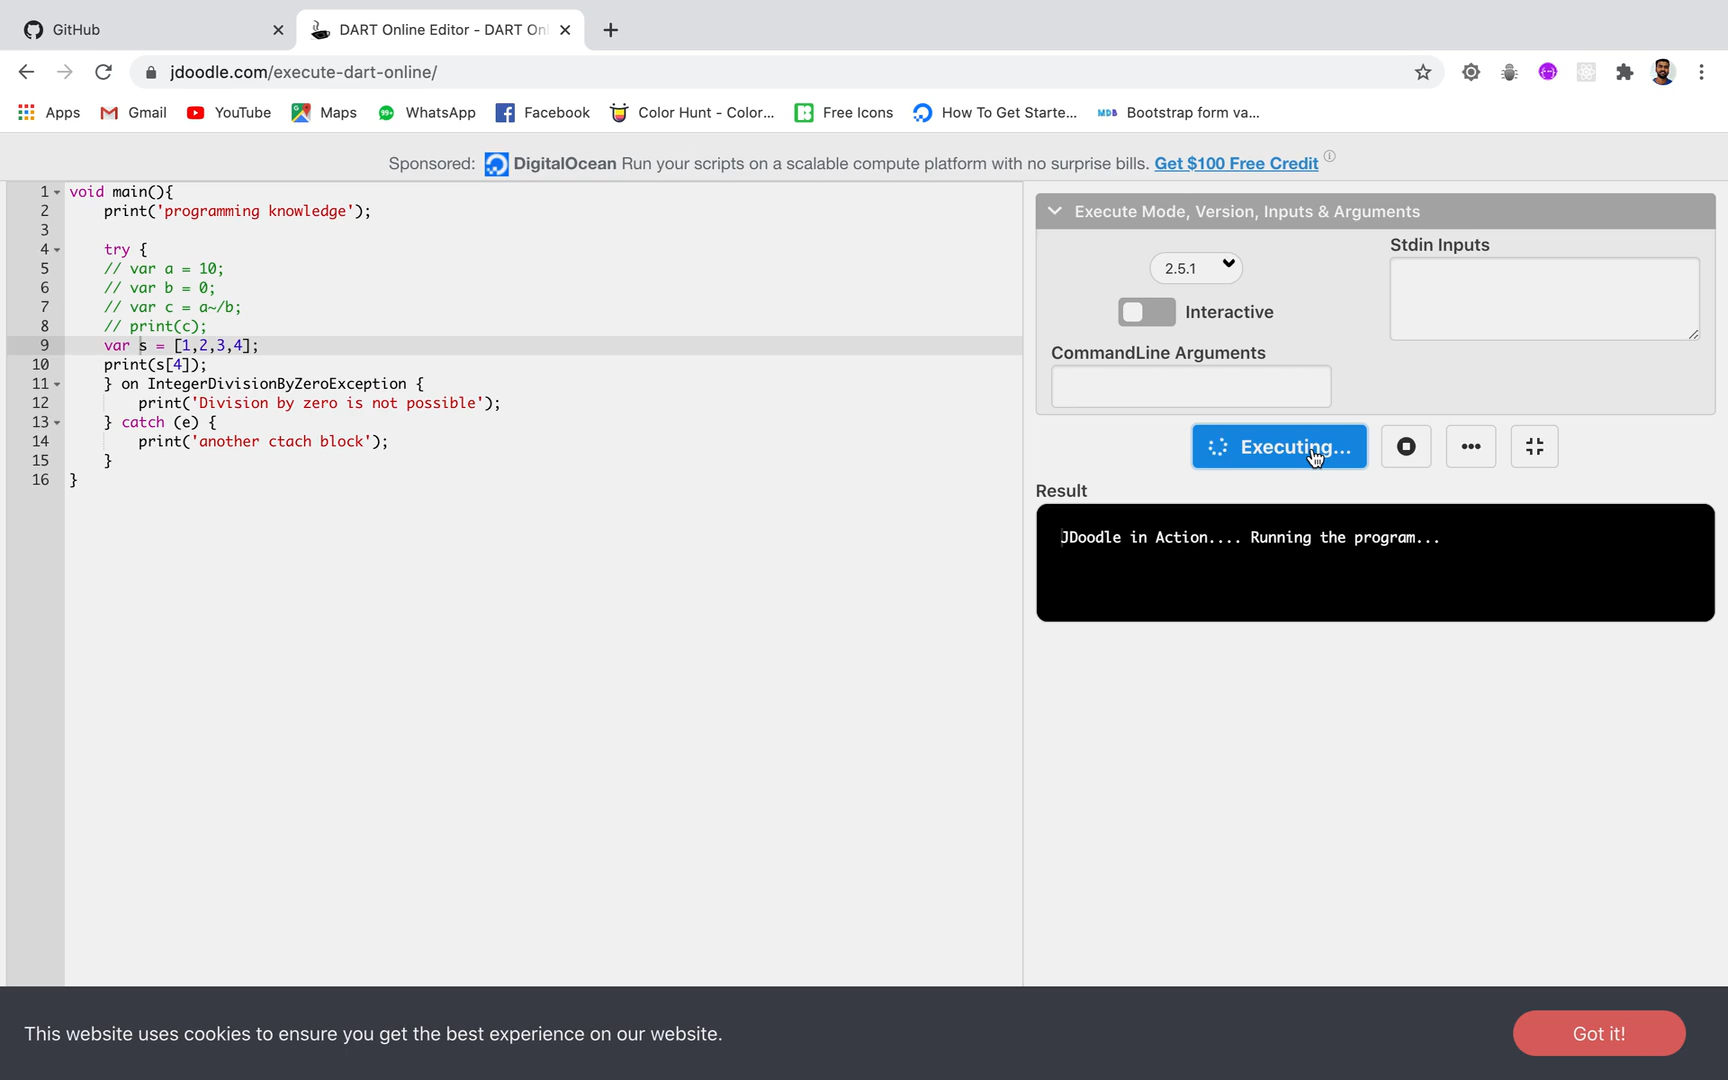 GitHub
DART Online Editor - DART Onl
jdoodle.com/execute-dart-online/
Apps Gmail YouTube Maps WhatsApp Facebook Color Hunt - Color... Free Icons How To Get Starte... Bootstrap form va...
Sponsored: DigitalOcean Run your scripts on a scalable compute platform with no surprise bills. Get $100 Free Credit
1 void main(){
2 print('programming knowledge');
3
4 try {
5 // var a = 10;
6 // var b = 0;
7 // var c = a~/b;
8 // print(c);
9 var s = [1,2,3,4];
10 print(s[4]);
11 } on IntegerDivisionByZeroException {
12 print('Division by zero is not possible');
13 } catch (e) {
14 print('another ctach block');
15 }
16 }
Execute Mode, Version, Inputs & Arguments
Stdin Inputs
2.5.1
Interactive
CommandLine Arguments
Executing...
Result
JDoodle in Action.... Running the program...
This website uses cookies to ensure you get the best experience on our website.
Got it!